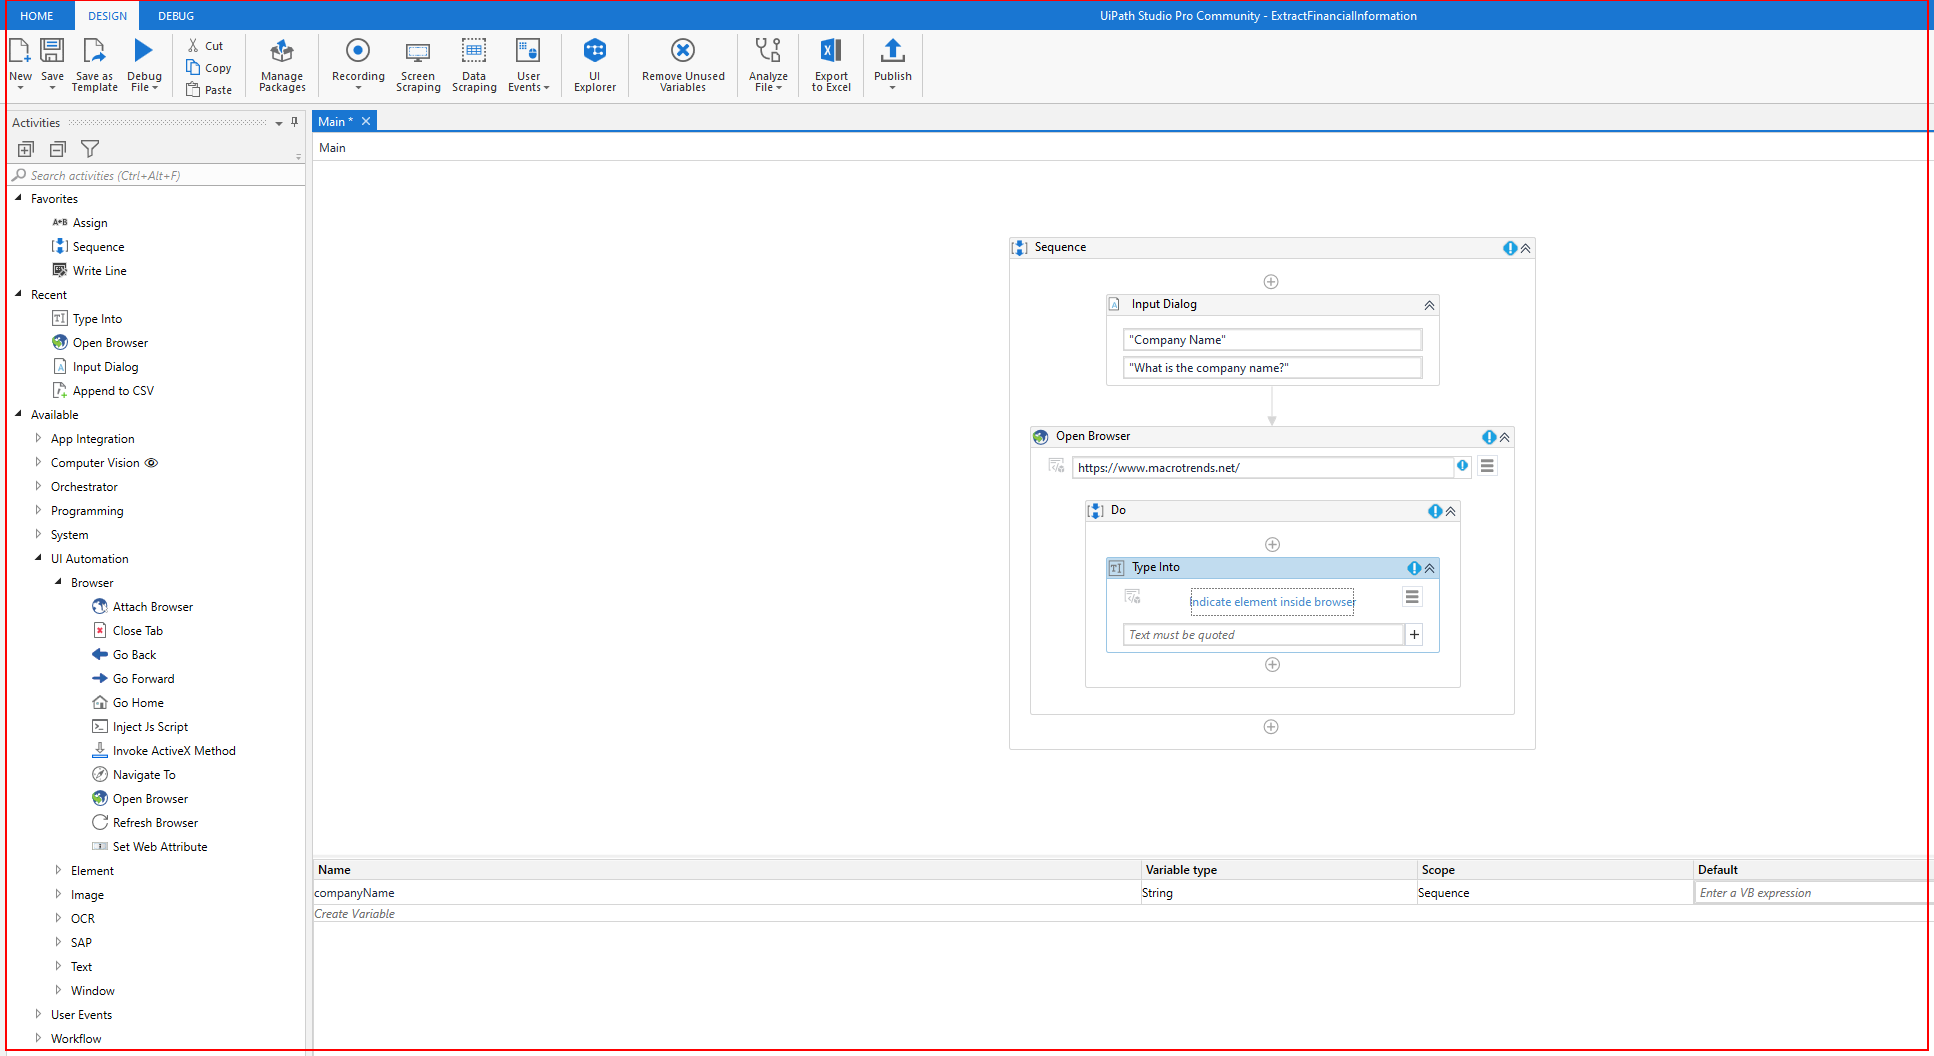 HOME DESIGN DEBUG
UiPath Studio Pro Community - ExtractFinancialInformation
New
Save
Save as Template
Debug File
Cut
Copy
Paste
Manage Packages
Recording
Screen Scraping
Data Scraping
User Events
UI Explorer
Remove Unused Variables
Analyze File
Export to Excel
Publish
Activities
Search activities (Ctrl+Alt+F)
Favorites
Assign
Sequence
Write Line
Recent
Type Into
Open Browser
Input Dialog
Append to CSV
Available
App Integration
Computer Vision
Orchestrator
Programming
System
UI Automation
Browser
Attach Browser
Close Tab
Go Back
Go Forward
Go Home
Inject Js Script
Invoke ActiveX Method
Navigate To
Open Browser
Refresh Browser
Set Web Attribute
Element
Image
OCR
SAP
Text
Window
User Events
Workflow
Main *
Main
Sequence
Input Dialog
"Company Name"
"What is the company name?"
Open Browser
https://www.macrotrends.net/
Do
Type Into
Indicate element inside browser
Text must be quoted
Name Variable type Scope Default
companyName String Sequence Enter a VB expression
Create Variable